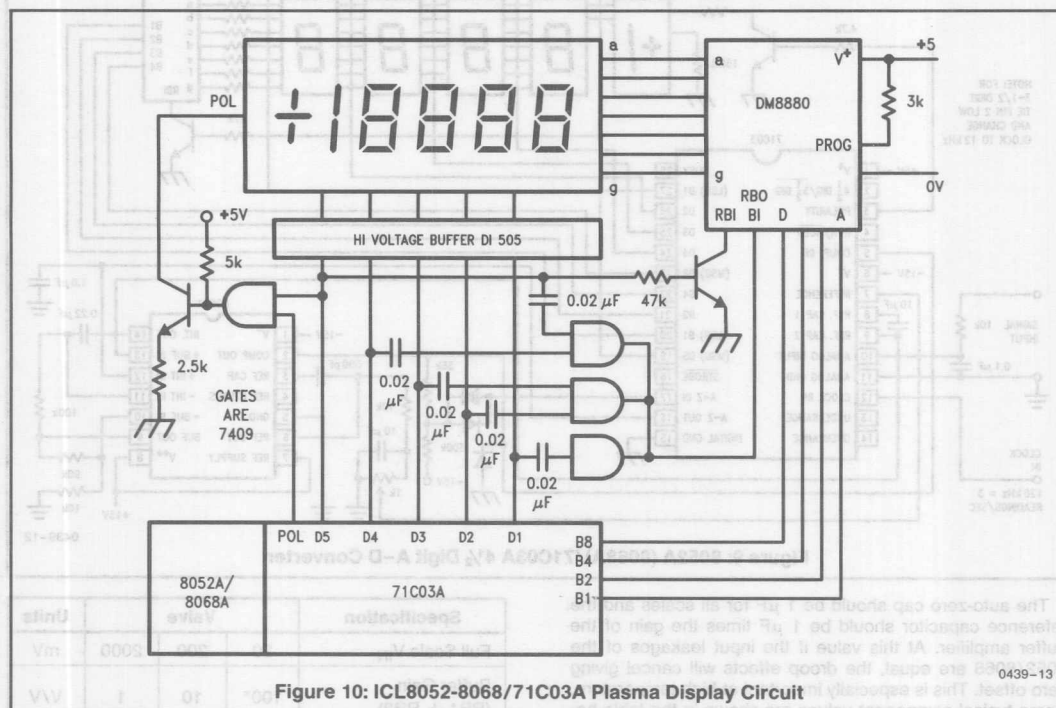 a
a
V+
+5
POL
+18888
DM8880
3k
PROG
g
g
0V
RBO
RBI BI D A
+5V
HI VOLTAGE BUFFER DI 505
5k
0.02 μF
47k
2.5k
0.02 μF
0.02 μF
0.02 μF
0.02 μF
GATES
ARE
7409
POL D5 D4 D3 D2 D1
B8
B4
B2
B1
8052A/
8068A
71C03A
0439–13
Figure 10: ICL8052-8068/71C03A Plasma Display Circuit